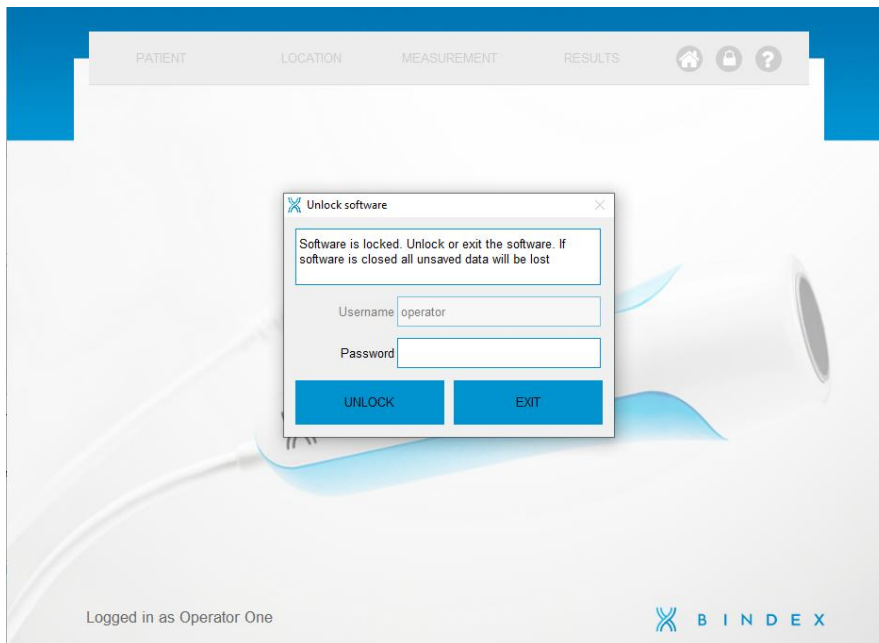 PATIENT LOCATION MEASUREMENT RESULTS ?
Unlock software
Software is locked. Unlock or exit the software. If
software is closed all unsaved data will be lost
Username operator
Password
UNLOCK EXIT
Logged in as Operator One
BINDEX